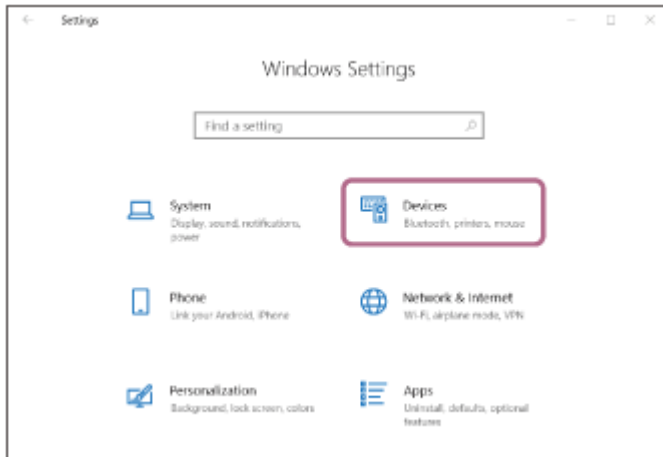 Settings
Windows Settings
Find a setting
System
Display, sound, notifications,
power
Devices
Bluetooth, printers, mouse
Phone
Link your Android, iPhone
Network & Internet
Wi-Fi, airplane mode, VPN
Personalization
Background, lock screen, colors
Apps
Uninstall, defaults, optional
features